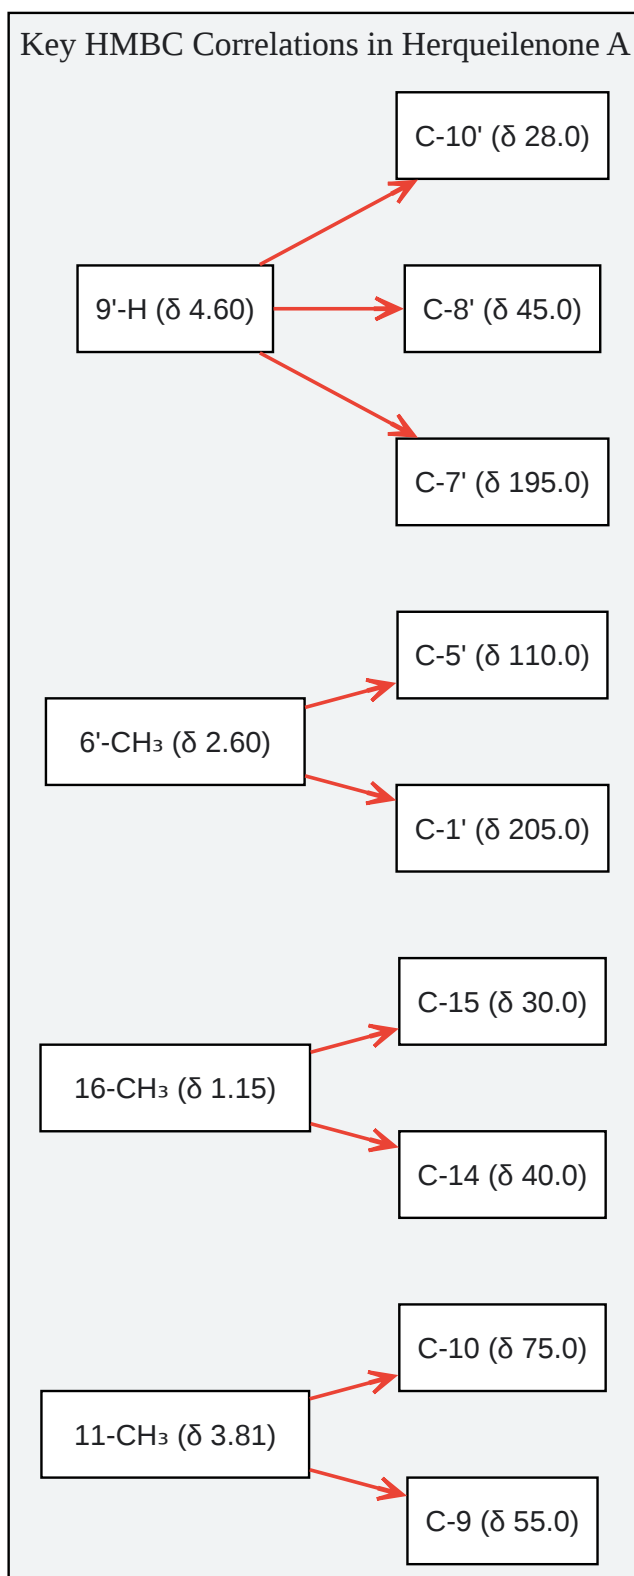 Key HMBC Correlations in Herqueilenone A
C-10' (δ 28.0)
9'-H (δ 4.60)
C-8' (δ 45.0)
C-7' (δ 195.0)
C-5' (δ 110.0)
6'-CH₃ (δ 2.60)
C-1' (δ 205.0)
C-15 (δ 30.0)
16-CH₃ (δ 1.15)
C-14 (δ 40.0)
C-10 (δ 75.0)
11-CH₃ (δ 3.81)
C-9 (δ 55.0)